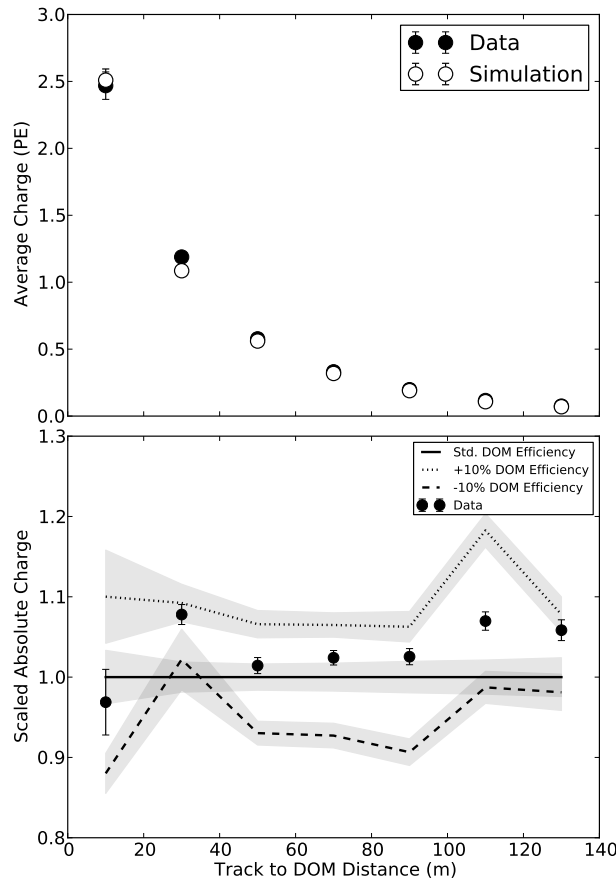 3.0
2.5
2.0
1.5
1.0
0.5
0.0
Average Charge (PE)
Data
Simulation
1.3
1.2
1.1
1.0
0.9
0.8
Scaled Absolute Charge
Std. DOM Efficiency
+10% DOM Efficiency
-10% DOM Efficiency
Data
0 20 40 60 80 100 120 140
Track to DOM Distance (m)